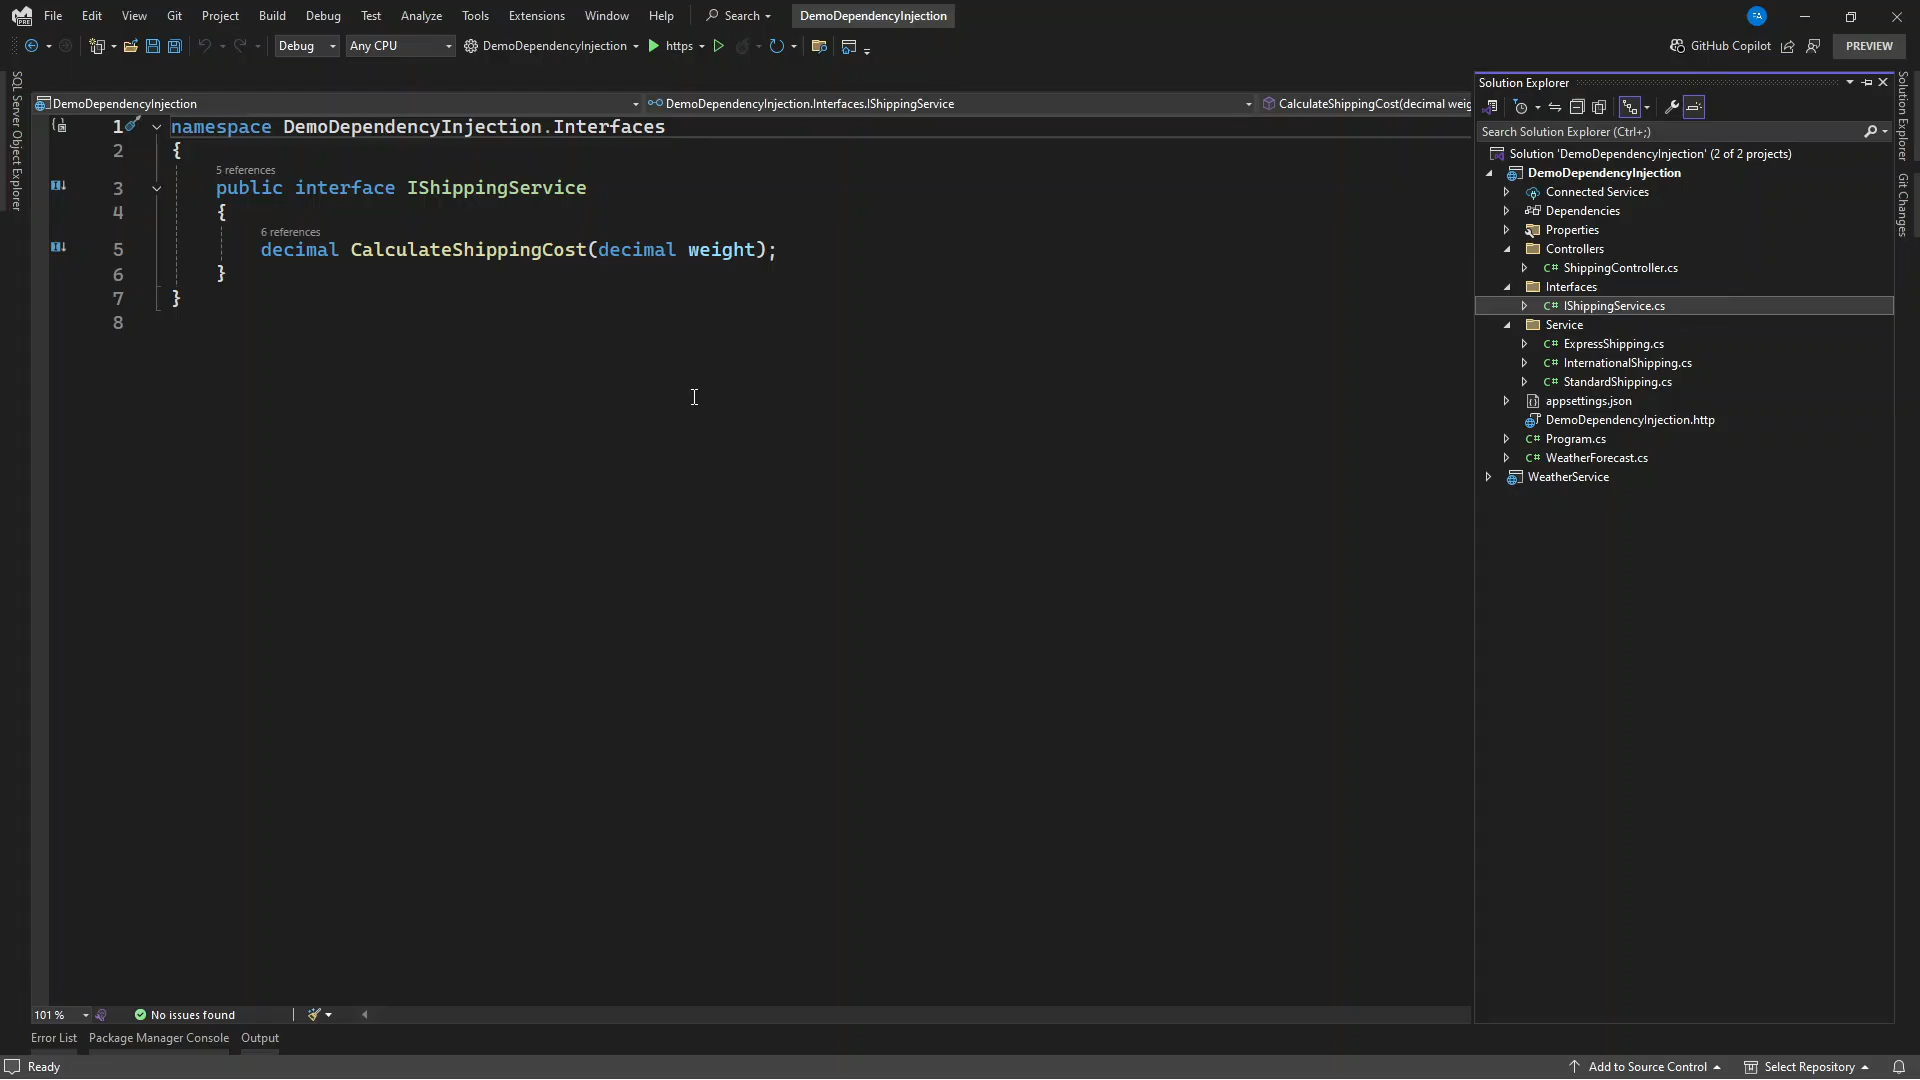 File Edit View Git Project Build Debug Test Analyze Tools Extensions Window Help Search DemoDependencyInjection FA
Debug Any CPU DemoDependencyInjection https GitHub Copilot PREVIEW
SQL Server Object Explorer
DemoDependencyInjection DemoDependencyInjection.Interfaces.IShippingService CalculateShippingCost(decimal weig
1 namespace DemoDependencyInjection.Interfaces
2 {
5 references
3 public interface IShippingService
4 {
6 references
5 decimal CalculateShippingCost(decimal weight);
6 }
7 }
8
101 % No issues found
Error List Package Manager Console Output
Ready Add to Source Control Select Repository
Solution Explorer
Search Solution Explorer (Ctrl+;)
Solution 'DemoDependencyInjection' (2 of 2 projects)
DemoDependencyInjection
Connected Services
Dependencies
Properties
Controllers
C# ShippingController.cs
Interfaces
C# IShippingService.cs
Service
C# ExpressShipping.cs
C# InternationalShipping.cs
C# StandardShipping.cs
appsettings.json
DemoDependencyInjection.http
C# Program.cs
C# WeatherForecast.cs
WeatherService
Solution Explorer
Git Changes